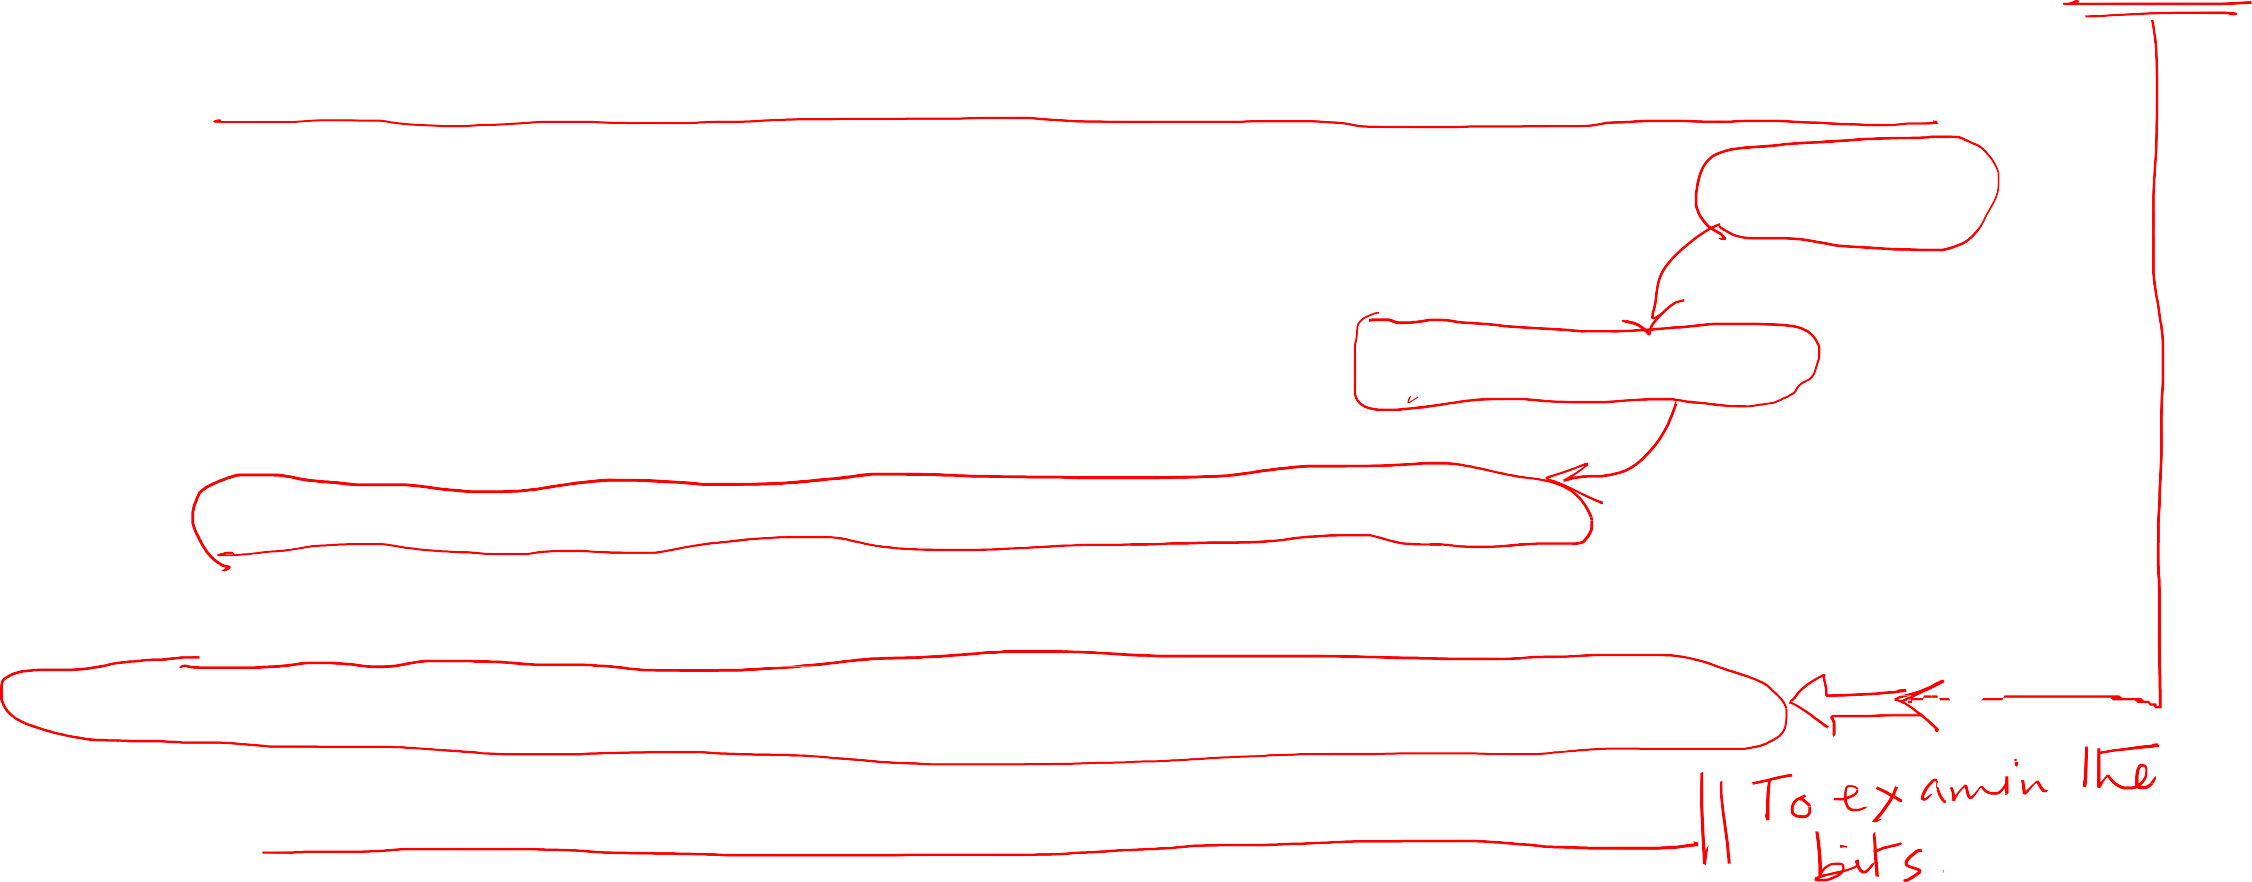 To examin the
bits.